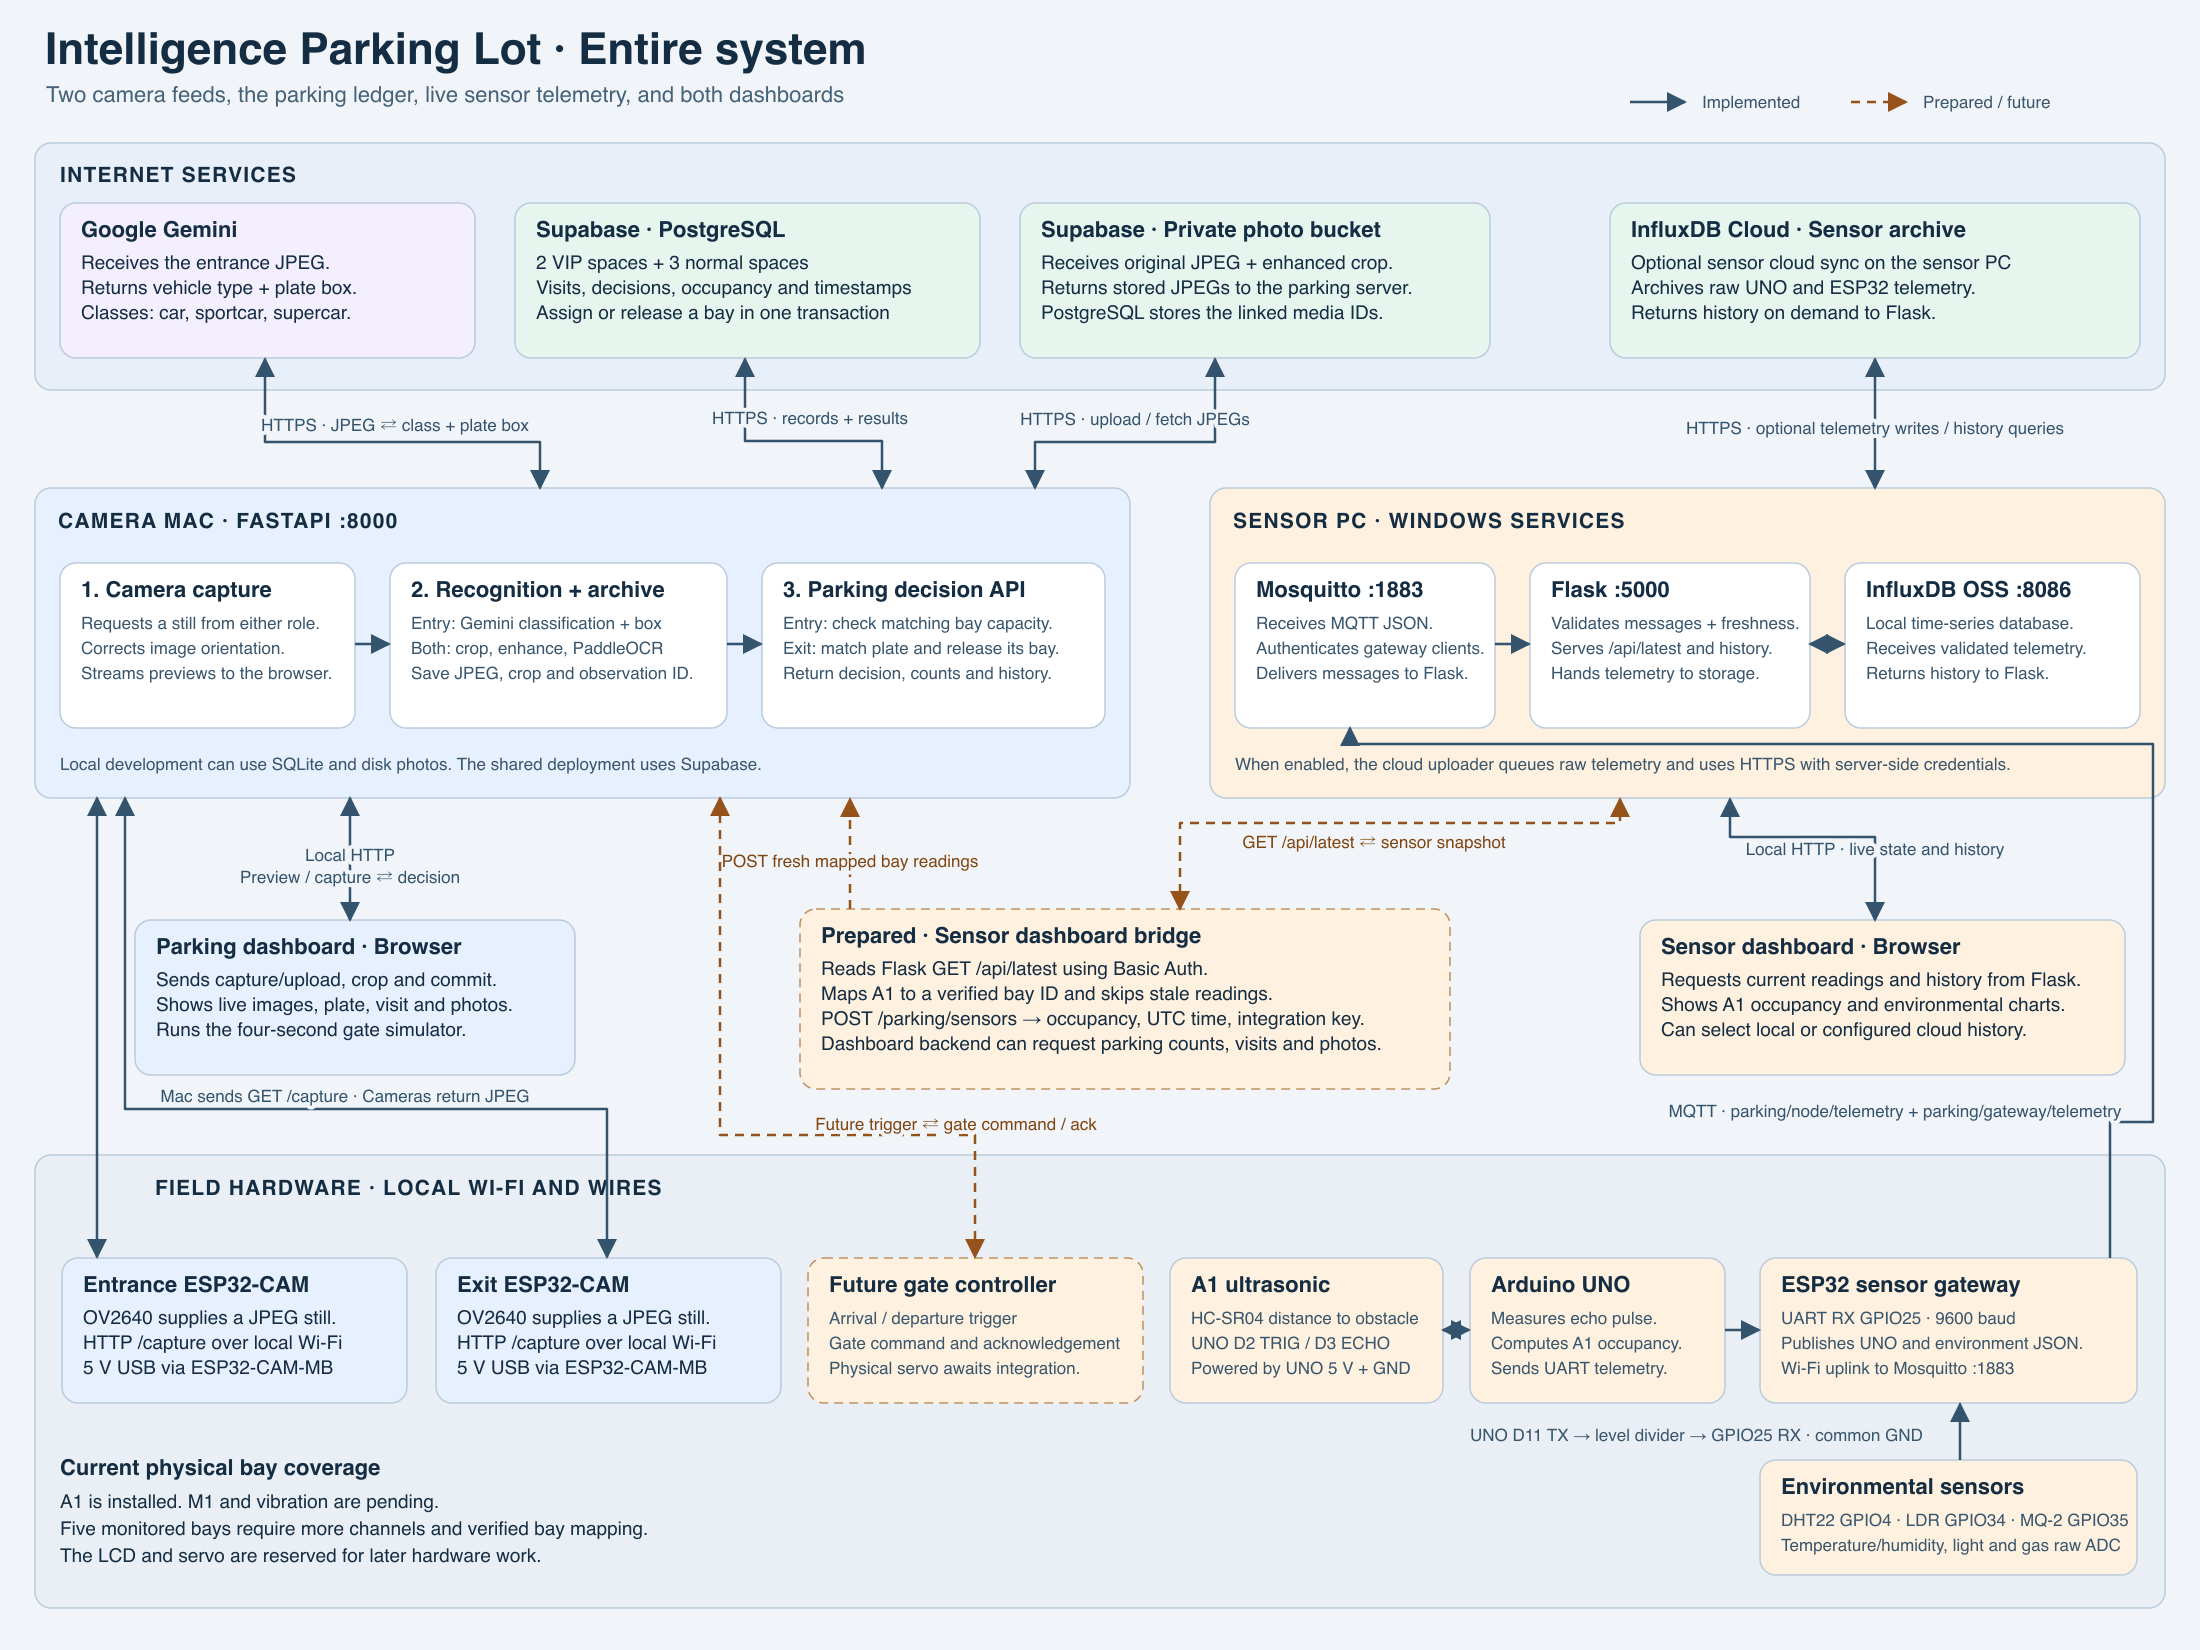 Intelligence Parking Lot · Entire system
Two camera feeds, the parking ledger, live sensor telemetry, and both dashboards
Implemented
Prepared / future
INTERNET SERVICES
Google Gemini
Receives the entrance JPEG.
Returns vehicle type + plate box.
Classes: car, sportcar, supercar.
Supabase · PostgreSQL
2 VIP spaces + 3 normal spaces
Visits, decisions, occupancy and timestamps
Assign or release a bay in one transaction
Supabase · Private photo bucket
Receives original JPEG + enhanced crop.
Returns stored JPEGs to the parking server.
PostgreSQL stores the linked media IDs.
InfluxDB Cloud · Sensor archive
Optional sensor cloud sync on the sensor PC
Archives raw UNO and ESP32 telemetry.
Returns history on demand to Flask.
HTTPS · JPEG ⇄ class + plate box
HTTPS · records + results
HTTPS · upload / fetch JPEGs
HTTPS · optional telemetry writes / history queries
CAMERA MAC · FASTAPI :8000
1. Camera capture
Requests a still from either role.
Corrects image orientation.
Streams previews to the browser.
2. Recognition + archive
Entry: Gemini classification + box
Both: crop, enhance, PaddleOCR
Save JPEG, crop and observation ID.
3. Parking decision API
Entry: check matching bay capacity.
Exit: match plate and release its bay.
Return decision, counts and history.
Local development can use SQLite and disk photos. The shared deployment uses Supabase.
SENSOR PC · WINDOWS SERVICES
Mosquitto :1883
Receives MQTT JSON.
Authenticates gateway clients.
Delivers messages to Flask.
Flask :5000
Validates messages + freshness.
Serves /api/latest and history.
Hands telemetry to storage.
InfluxDB OSS :8086
Local time-series database.
Receives validated telemetry.
Returns history to Flask.
When enabled, the cloud uploader queues raw telemetry and uses HTTPS with server-side credentials.
Local HTTP
Preview / capture ⇄ decision
POST fresh mapped bay readings
GET /api/latest ⇄ sensor snapshot
Local HTTP · live state and history
Parking dashboard · Browser
Sends capture/upload, crop and commit.
Shows live images, plate, visit and photos.
Runs the four-second gate simulator.
Prepared · Sensor dashboard bridge
Reads Flask GET /api/latest using Basic Auth.
Maps A1 to a verified bay ID and skips stale readings.
POST /parking/sensors → occupancy, UTC time, integration key.
Dashboard backend can request parking counts, visits and photos.
Sensor dashboard · Browser
Requests current readings and history from Flask.
Shows A1 occupancy and environmental charts.
Can select local or configured cloud history.
Mac sends GET /capture · Cameras return JPEG
Future trigger ⇄ gate command / ack
MQTT · parking/node/telemetry + parking/gateway/telemetry
FIELD HARDWARE · LOCAL WI-FI AND WIRES
Entrance ESP32-CAM
OV2640 supplies a JPEG still.
HTTP /capture over local Wi-Fi
5 V USB via ESP32-CAM-MB
Exit ESP32-CAM
OV2640 supplies a JPEG still.
HTTP /capture over local Wi-Fi
5 V USB via ESP32-CAM-MB
Future gate controller
Arrival / departure trigger
Gate command and acknowledgement
Physical servo awaits integration.
A1 ultrasonic
HC-SR04 distance to obstacle
UNO D2 TRIG / D3 ECHO
Powered by UNO 5 V + GND
Arduino UNO
Measures echo pulse.
Computes A1 occupancy.
Sends UART telemetry.
ESP32 sensor gateway
UART RX GPIO25 · 9600 baud
Publishes UNO and environment JSON.
Wi-Fi uplink to Mosquitto :1883
UNO D11 TX → level divider → GPIO25 RX · common GND
Current physical bay coverage
A1 is installed. M1 and vibration are pending.
Five monitored bays require more channels and verified bay mapping.
The LCD and servo are reserved for later hardware work.
Environmental sensors
DHT22 GPIO4 · LDR GPIO34 · MQ-2 GPIO35
Temperature/humidity, light and gas raw ADC